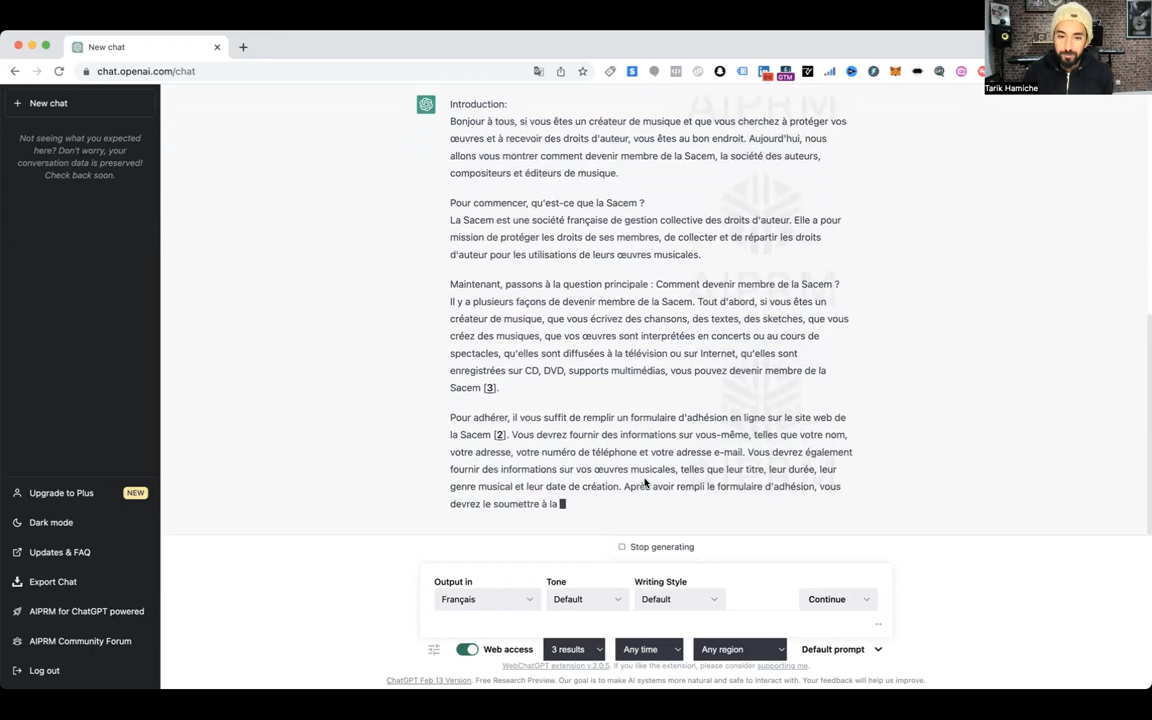 New chat
chat.openai.com/chat
Tarik Hamiche
New chat
Not seeing what you expected
here? Don't worry, your
conversation data is preserved!
Check back soon.
Upgrade to Plus
NEW
Dark mode
Updates & FAQ
Export Chat
AIPRM for ChatGPT powered
AIPRM Community Forum
Log out
AIPRM
AIPRM
AIPRM
Introduction:
Bonjour à tous, si vous êtes un créateur de musique et que vous cherchez à protéger vos
œuvres et à recevoir des droits d'auteur, vous êtes au bon endroit. Aujourd'hui, nous
allons vous montrer comment devenir membre de la Sacem, la société des auteurs,
compositeurs et éditeurs de musique.
Pour commencer, qu'est-ce que la Sacem ?
La Sacem est une société française de gestion collective des droits d'auteur. Elle a pour
mission de protéger les droits de ses membres, de collecter et de répartir les droits
d'auteur pour les utilisations de leurs œuvres musicales.
Maintenant, passons à la question principale : Comment devenir membre de la Sacem ?
Il y a plusieurs façons de devenir membre de la Sacem. Tout d'abord, si vous êtes un
créateur de musique, que vous écrivez des chansons, des textes, des sketches, que vous
créez des musiques, que vos œuvres sont interprétées en concerts ou au cours de
spectacles, qu'elles sont diffusées à la télévision ou sur Internet, qu'elles sont
enregistrées sur CD, DVD, supports multimédias, vous pouvez devenir membre de la
Sacem [3].
Pour adhérer, il vous suffit de remplir un formulaire d'adhésion en ligne sur le site web de
la Sacem [2]. Vous devrez fournir des informations sur vous-même, telles que votre nom,
votre adresse, votre numéro de téléphone et votre adresse e-mail. Vous devrez également
fournir des informations sur vos œuvres musicales, telles que leur titre, leur durée, leur
genre musical et leur date de création. Après avoir rempli le formulaire d'adhésion, vous
devrez le soumettre à la
Stop generating
Output in
Tone
Writing Style
Français
Default
Default
Continue
Web access
3 results
Any time
Any region
Default prompt
WebChatGPT extension v.2.0.5. If you like the extension, please consider supporting me.
ChatGPT Feb 13 Version. Free Research Preview. Our goal is to make AI systems more natural and safe to interact with. Your feedback will help us improve.